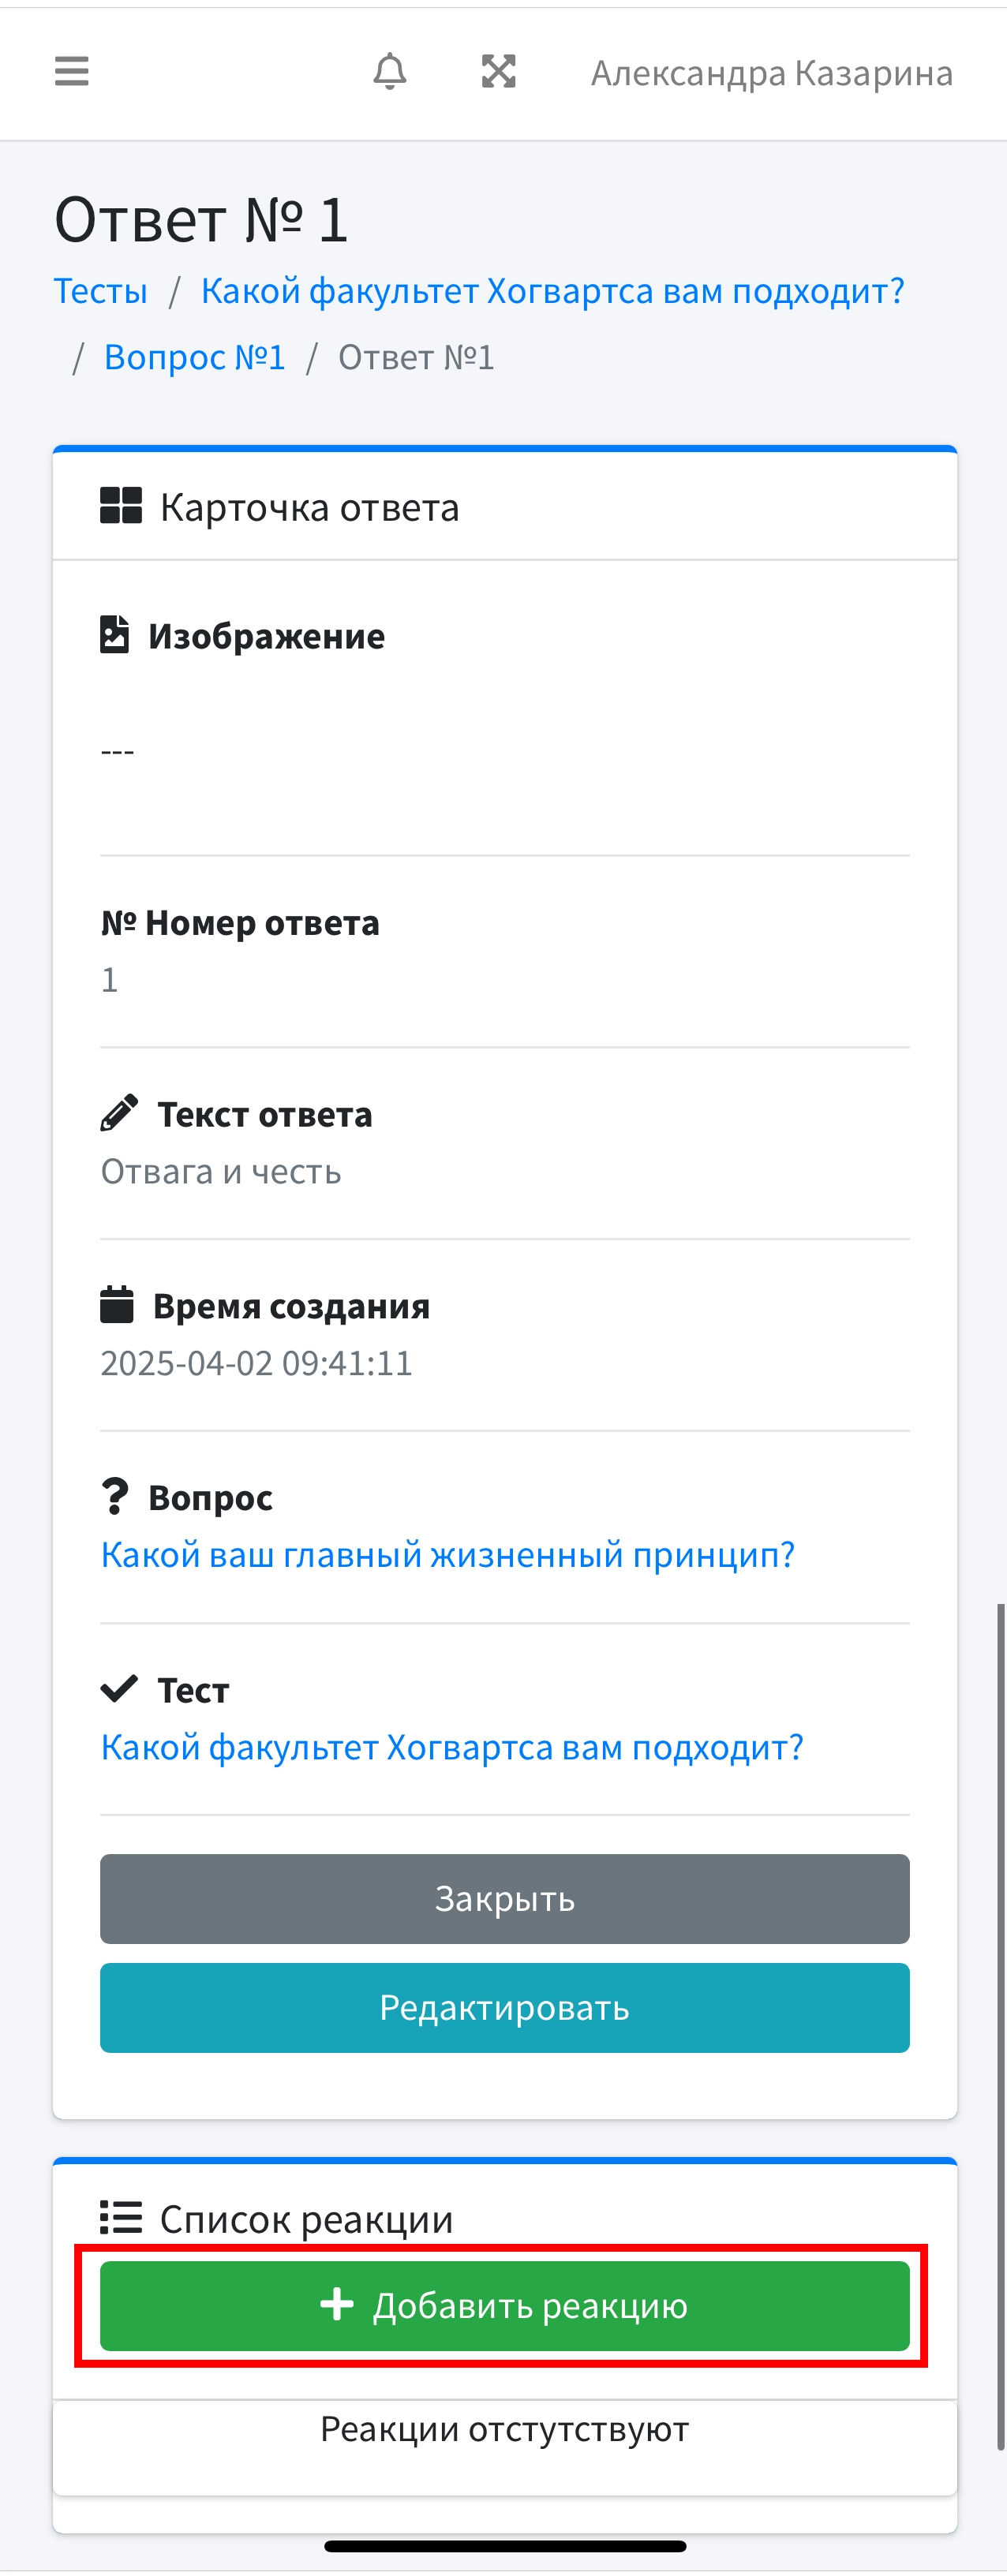 Александра Казарина
Ответ № 1
Тесты / Какой факультет Хогвартса вам подходит?
/ Вопрос №1 / Ответ №1
Карточка ответа
Изображение
---
№ Номер ответа
1
Текст ответа
Отвага и честь
Время создания
2025-04-02 09:41:11
Вопрос
Какой ваш главный жизненный принцип?
Тест
Какой факультет Хогвартса вам подходит?
Закрыть
Редактировать
Список реакции
Добавить реакцию
Реакции отстутствуют